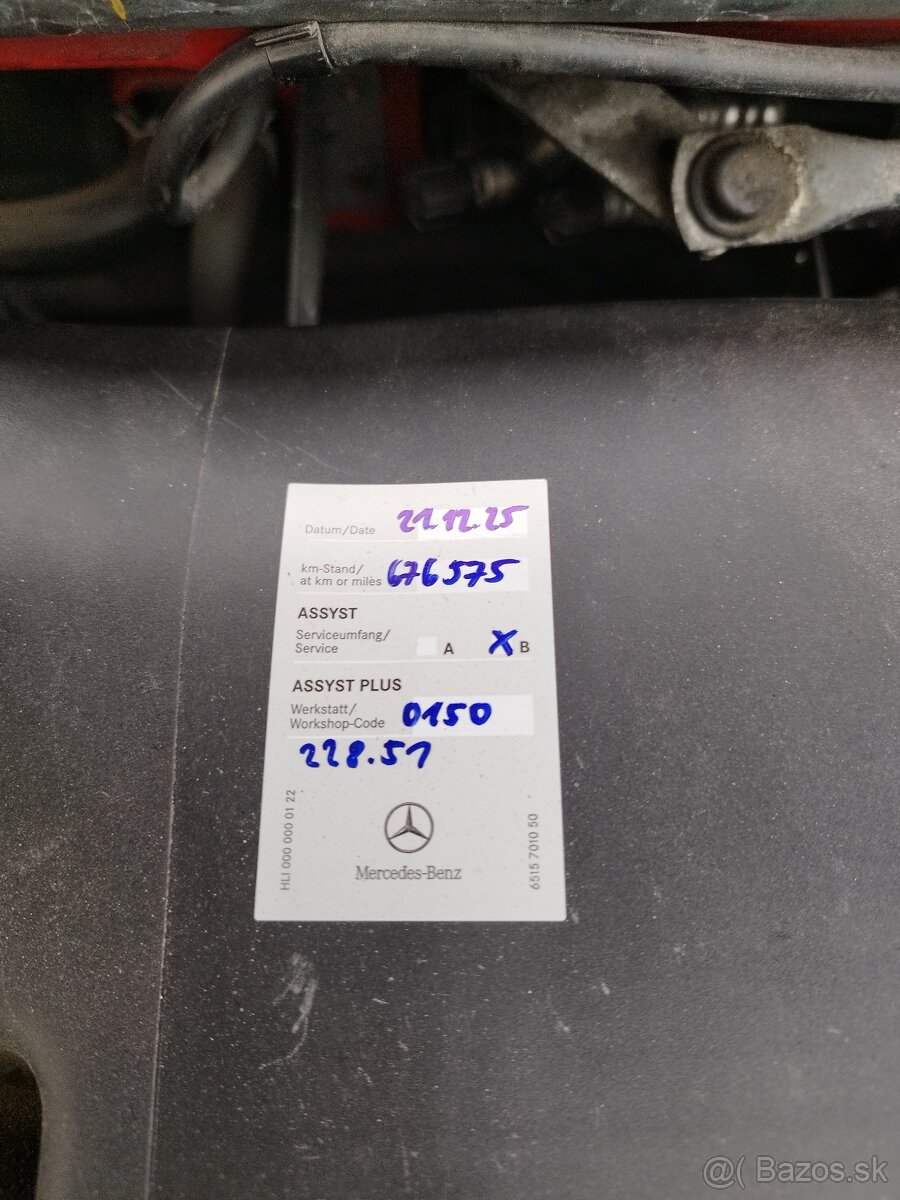 Datum/Date 21.12.25
km-Stand/
at km or miles 676575
ASSYST
Serviceumfang/
Service A X B
ASSYST PLUS
Werkstatt/
Workshop-Code 0150
228.51
HLI 000 000 01 22
6515 7010 50
Mercedes-Benz
@( Bazos.sk